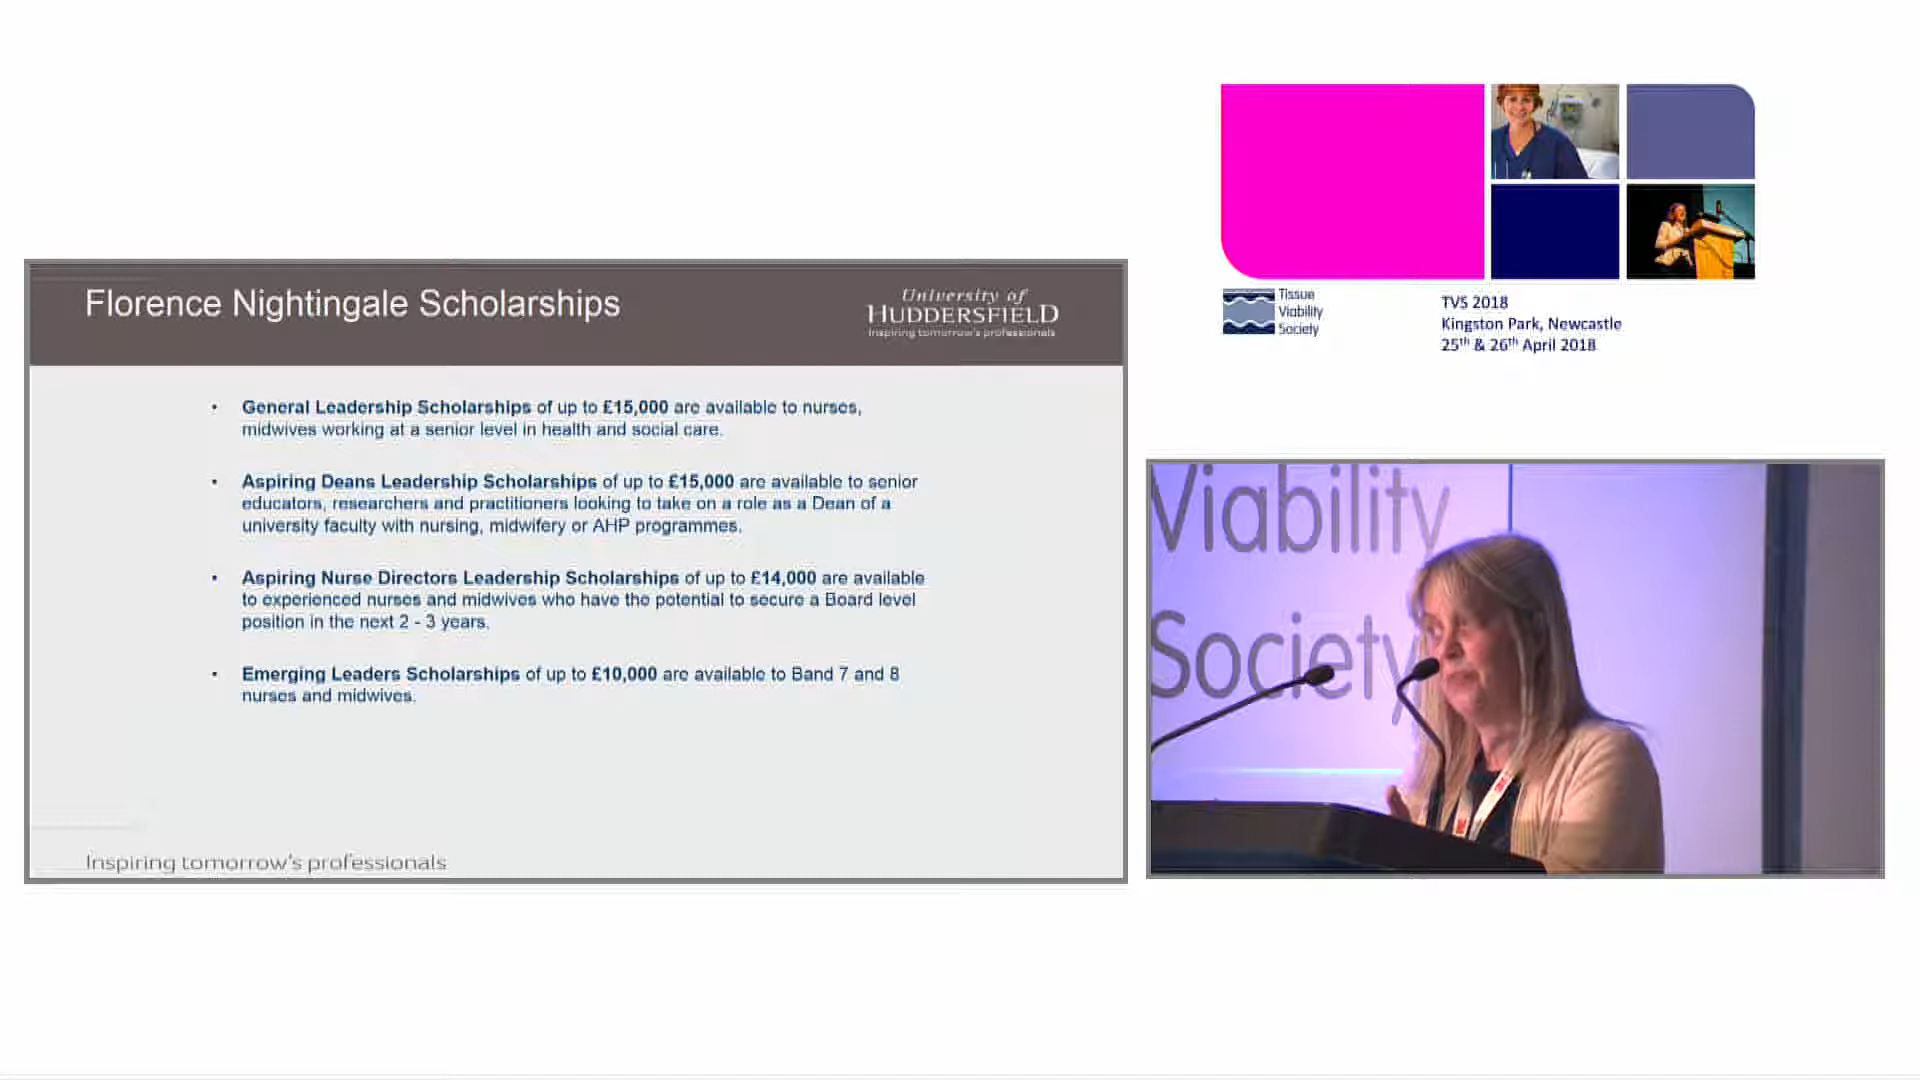 Florence Nightingale Scholarships
University of
HUDDERSFIELD
Inspiring tomorrow's professionals
• General Leadership Scholarships of up to £15,000 are available to nurses,
midwives working at a senior level in health and social care.
• Aspiring Deans Leadership Scholarships of up to £15,000 are available to senior
educators, researchers and practitioners looking to take on a role as a Dean of a
university faculty with nursing, midwifery or AHP programmes.
• Aspiring Nurse Directors Leadership Scholarships of up to £14,000 are available
to experienced nurses and midwives who have the potential to secure a Board level
position in the next 2 - 3 years.
• Emerging Leaders Scholarships of up to £10,000 are available to Band 7 and 8
nurses and midwives.
Inspiring tomorrow's professionals
Tissue
Viability
Society
TVS 2018
Kingston Park, Newcastle
25th & 26th April 2018
Viability
Society